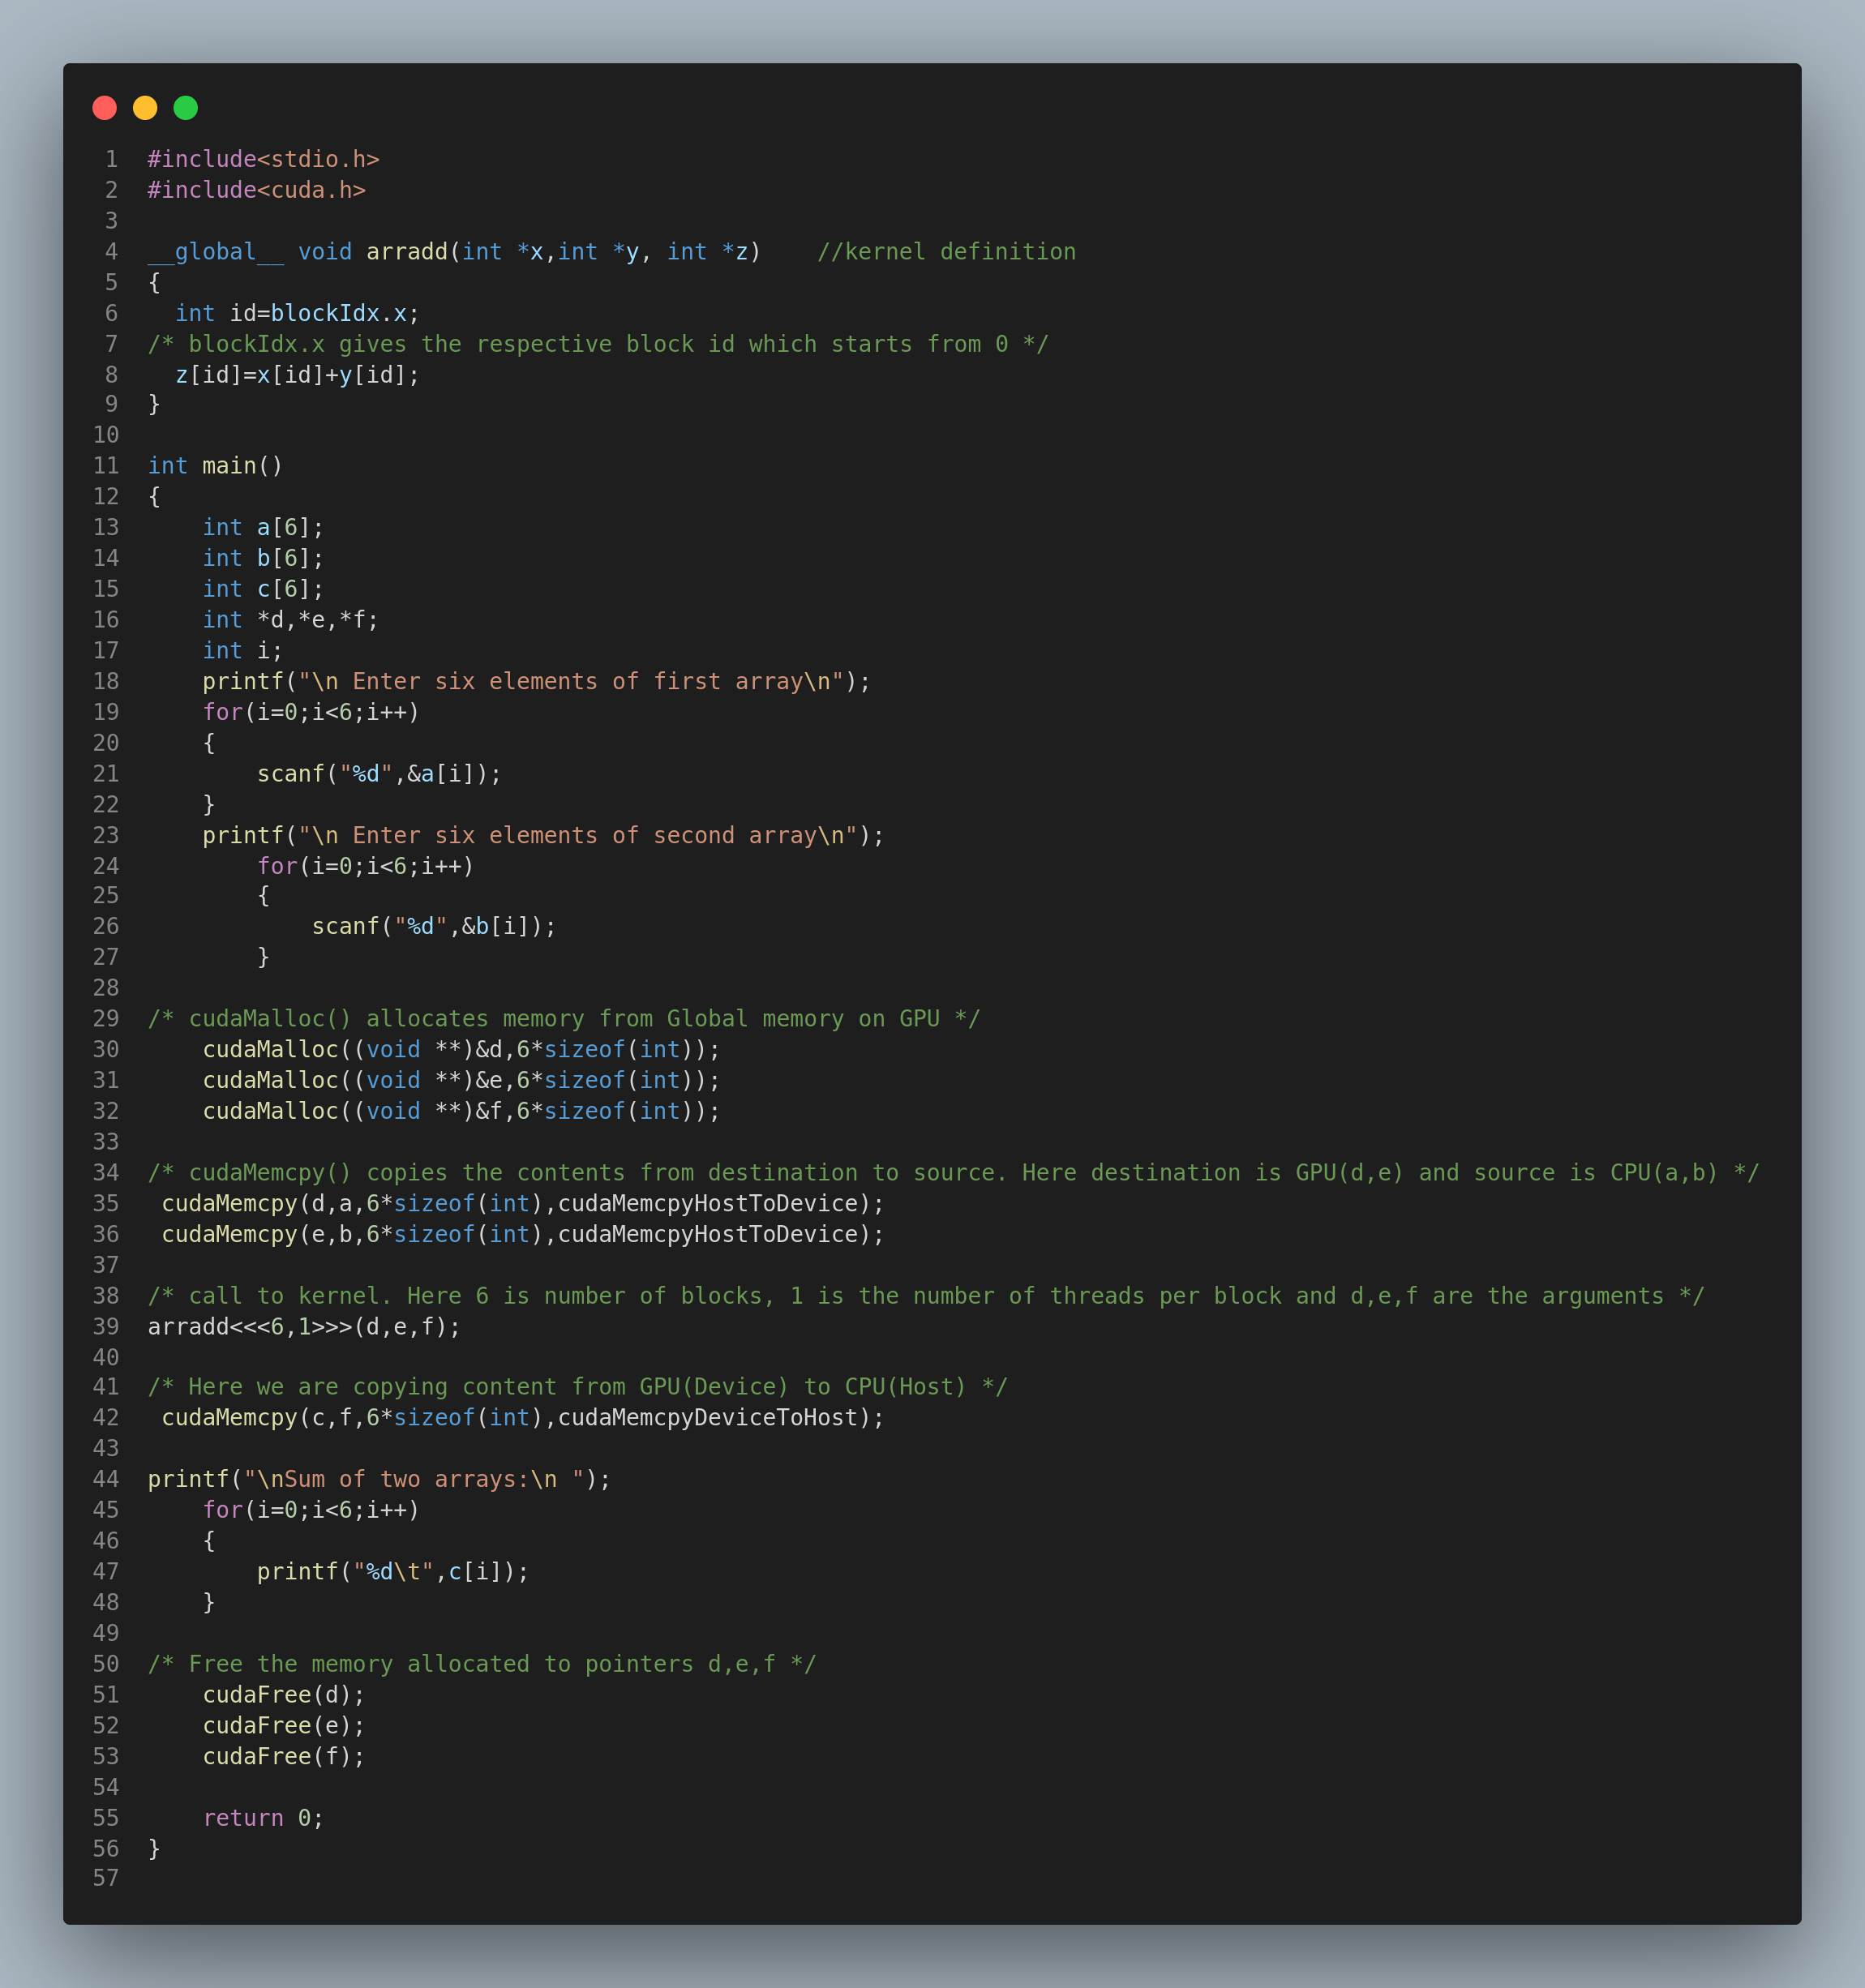 1 #include<stdio.h>
2 #include<cuda.h>
3
4 __global__ void arradd(int *x,int *y, int *z)    //kernel definition
5 {
6   int id=blockIdx.x;
7 /* blockIdx.x gives the respective block id which starts from 0 */
8   z[id]=x[id]+y[id];
9 }
10
11 int main()
12 {
13     int a[6];
14     int b[6];
15     int c[6];
16     int *d,*e,*f;
17     int i;
18     printf("\n Enter six elements of first array\n");
19     for(i=0;i<6;i++)
20     {
21         scanf("%d",&a[i]);
22     }
23     printf("\n Enter six elements of second array\n");
24         for(i=0;i<6;i++)
25         {
26             scanf("%d",&b[i]);
27         }
28
29 /* cudaMalloc() allocates memory from Global memory on GPU */
30     cudaMalloc((void **)&d,6*sizeof(int));
31     cudaMalloc((void **)&e,6*sizeof(int));
32     cudaMalloc((void **)&f,6*sizeof(int));
33
34 /* cudaMemcpy() copies the contents from destination to source. Here destination is GPU(d,e) and source is CPU(a,b) */
35  cudaMemcpy(d,a,6*sizeof(int),cudaMemcpyHostToDevice);
36  cudaMemcpy(e,b,6*sizeof(int),cudaMemcpyHostToDevice);
37
38 /* call to kernel. Here 6 is number of blocks, 1 is the number of threads per block and d,e,f are the arguments */
39 arradd<<<6,1>>>(d,e,f);
40
41 /* Here we are copying content from GPU(Device) to CPU(Host) */
42  cudaMemcpy(c,f,6*sizeof(int),cudaMemcpyDeviceToHost);
43
44 printf("\nSum of two arrays:\n ");
45     for(i=0;i<6;i++)
46     {
47         printf("%d\t",c[i]);
48     }
49
50 /* Free the memory allocated to pointers d,e,f */
51     cudaFree(d);
52     cudaFree(e);
53     cudaFree(f);
54
55     return 0;
56 }
57